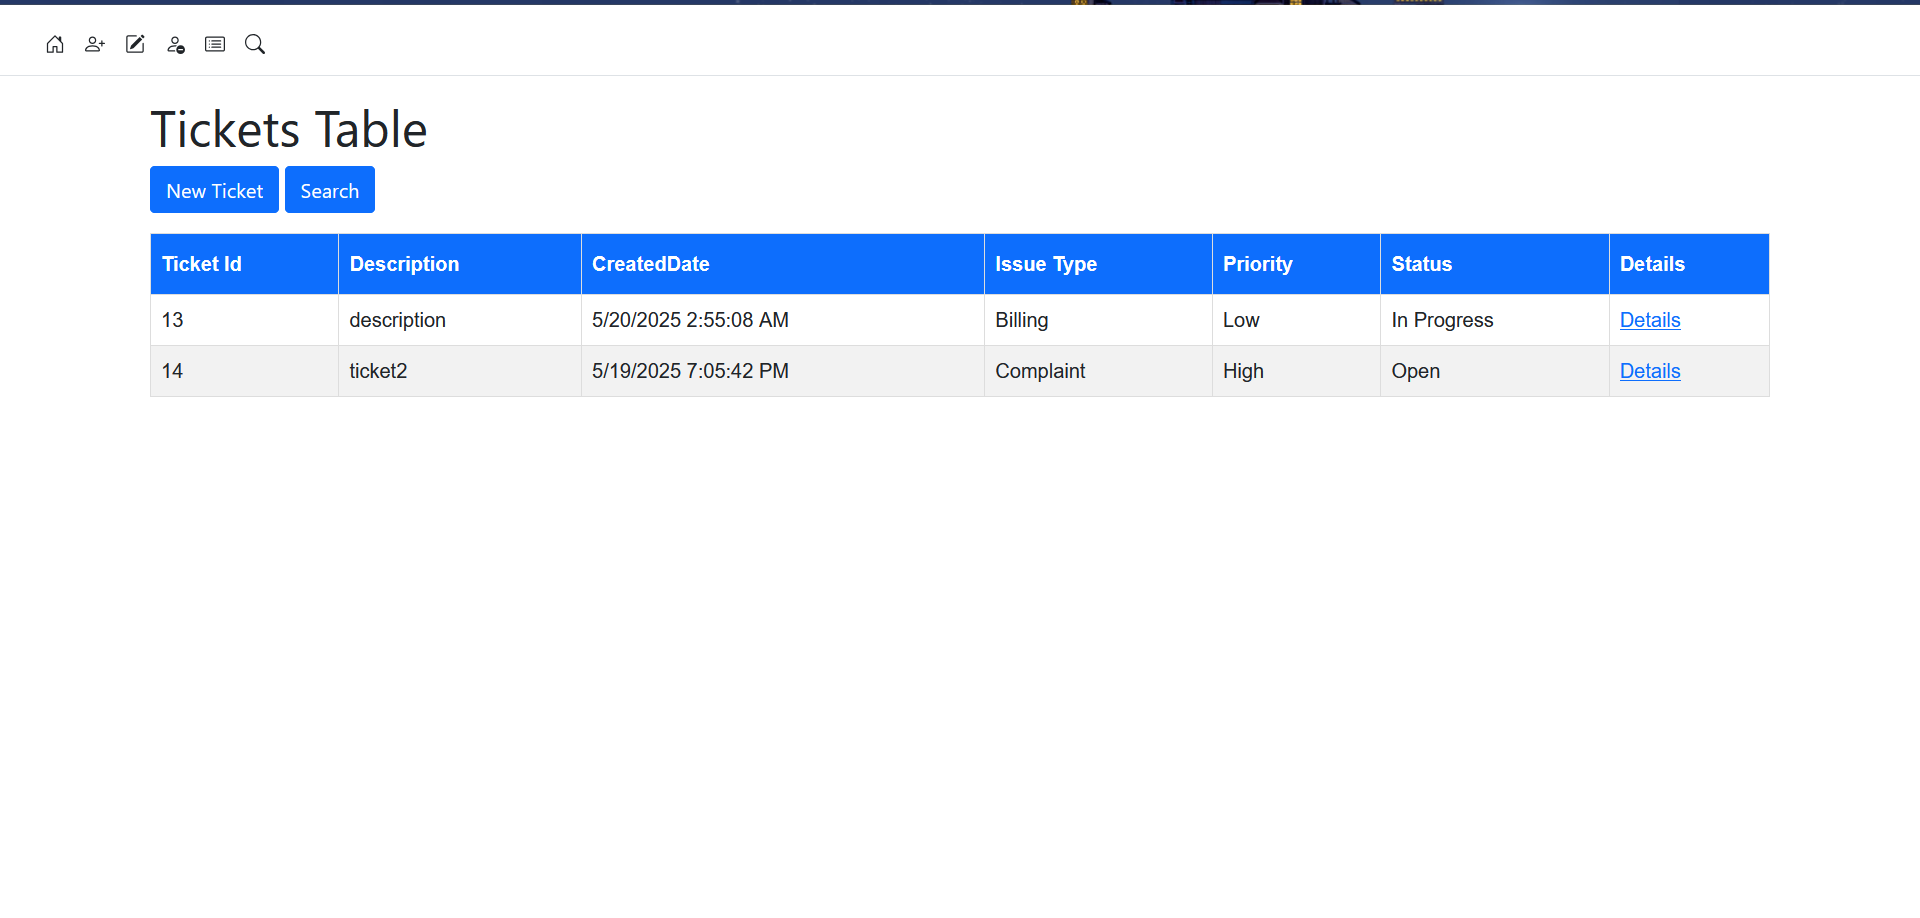 Tickets Table
New Ticket Search
Ticket Id Description CreatedDate Issue Type Priority Status Details
13 description 5/20/2025 2:55:08 AM Billing Low In Progress Details
14 ticket2 5/19/2025 7:05:42 PM Complaint High Open Details